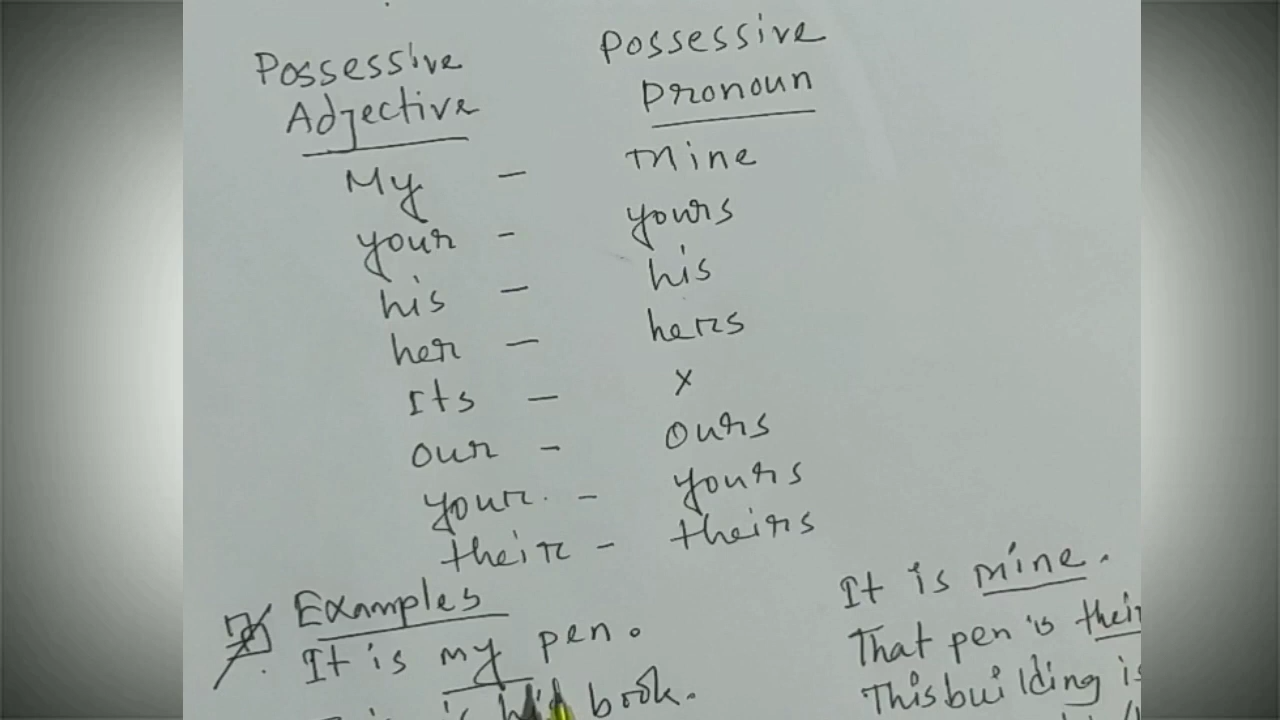 Possessive Adjective
Possessive Pronoun
My - mine
your - yours
his - his
her - hers
Its - x
our - ours
your - yours
their - theirs
Examples
It is my pen.
book.
It is mine.
That pen is
This building is